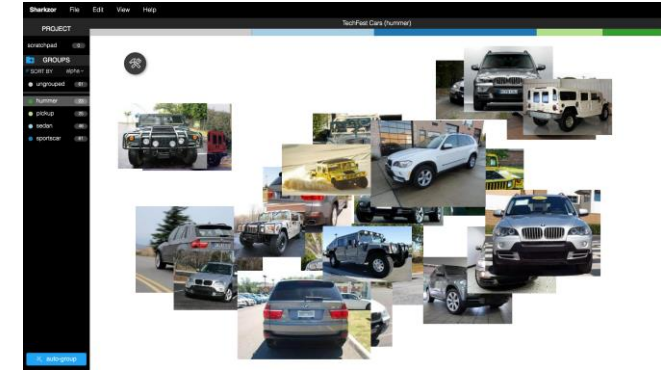 Sharkzor File Edit View Help
PROJECT
TechFest Cars (hummer)
scratchpad 0
GROUPS
SORT BY alpha
ungrouped
hummer
pickup
sedan
sportscar
auto-group